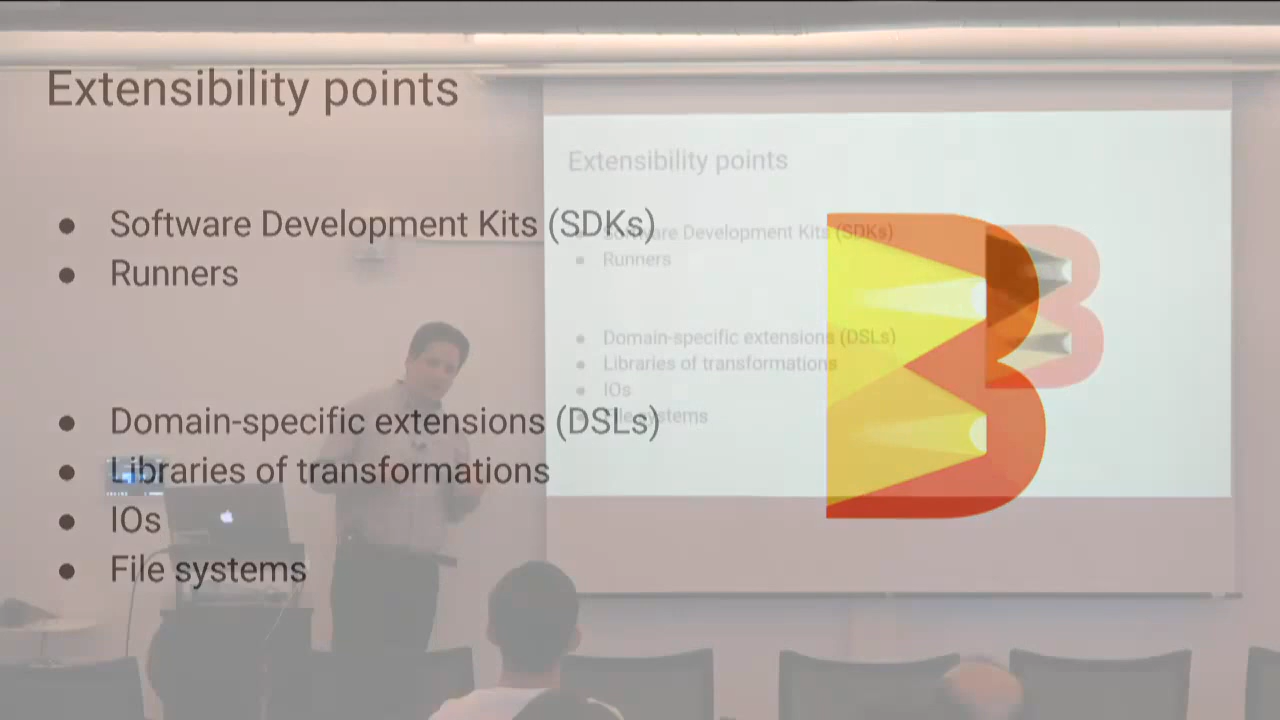 Extensibility points
● Software Development Kits (SDKs)
● Runners
● Domain-specific extensions (DSLs)
● Libraries of transformations
● IOs
● File systems
Extensibility points
● Software Development Kits (SDKs)
● Runners
● Domain-specific extensions (DSLs)
● Libraries of transformations
● IOs
● File systems